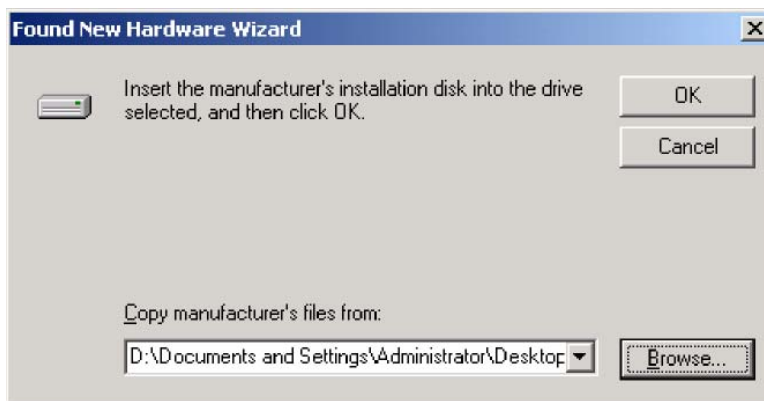 Found New Hardware Wizard
Insert the manufacturer's installation disk into the drive
selected, and then click OK.
OK
Cancel
Copy manufacturer's files from:
D:\Documents and Settings\Administrator\Desktop
Browse...